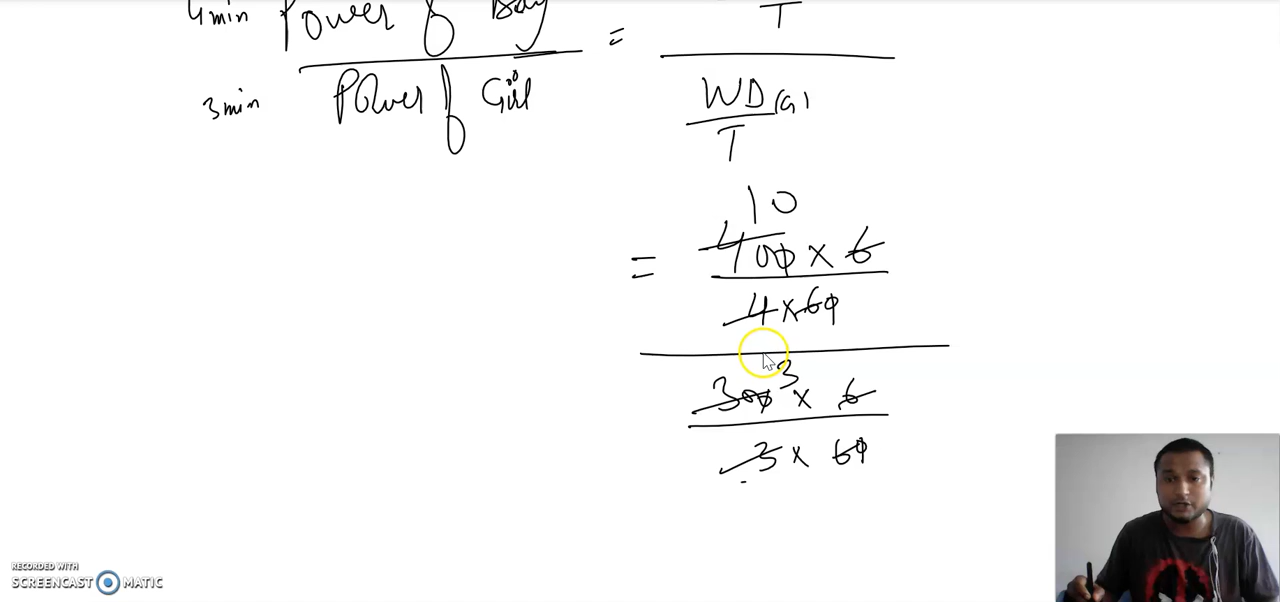 4min Power of Boy = T
3min Power of Girl WD(G)
T
10
= 400 x 6
4 x 60
300 3 x 6
3 x 60
RECORDED WITH
SCREENCAST MATIC